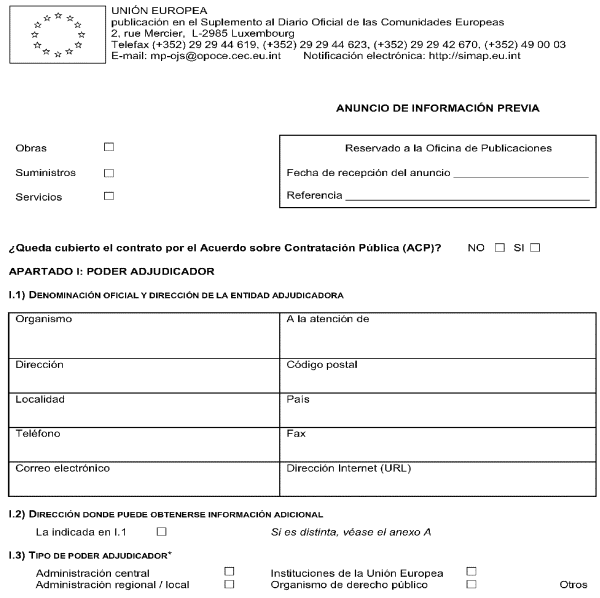 UNIÓN EUROPEA
publicación en el Suplemento al Diario Oficial de las Comunidades Europeas
2, rue Mercier, L-2985 Luxembourg
Telefax (+352) 29 29 44 619, (+352) 29 29 44 623, (+352) 29 29 42 670, (+352) 49 00 03
E-mail: mp-ojs@opoce.cec.eu.int Notificación electrónica: http://simap.eu.int
ANUNCIO DE INFORMACIÓN PREVIA
Obras
Suministros
Servicios
Reservado a la Oficina de Publicaciones
Fecha de recepción del anuncio
Referencia
¿Queda cubierto el contrato por el Acuerdo sobre Contratación Pública (ACP)? NO SI
APARTADO I: PODER ADJUDICADOR
I.1) DENOMINACIÓN OFICIAL Y DIRECCIÓN DE LA ENTIDAD ADJUDICADORA
Organismo A la atención de
Dirección Código postal
Localidad País
Teléfono Fax
Correo electrónico Dirección Internet (URL)
I.2) DIRECCIÓN DONDE PUEDE OBTENERSE INFORMACIÓN ADICIONAL
La indicada en I.1 Si es distinta, véase el anexo A
I.3) TIPO DE PODER ADJUDICADOR*
Administración central Instituciones de la Unión Europea
Administración regional / local Organismo de derecho público Otros